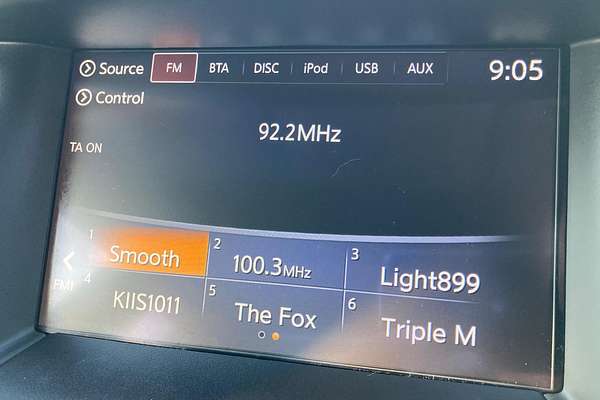 Source FM BTA DISC iPod USB AUX 9:05
Control
92.2MHz
TA ON
1 Smooth 2 100.3MHz 3 Light899
FM1
4 KIIS1011 5 The Fox 6 Triple M